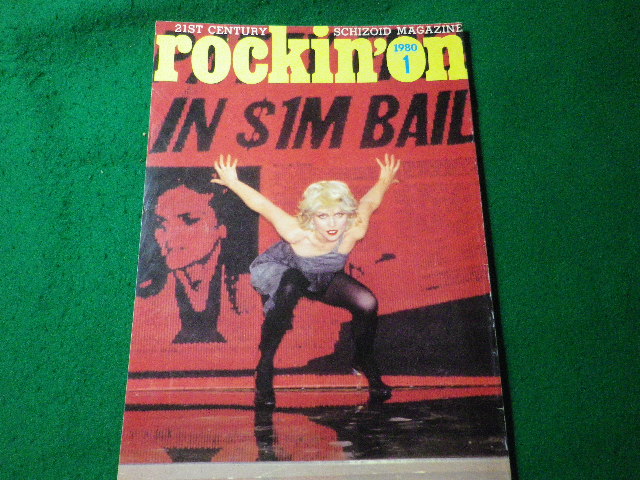 21ST CENTURY SCHIZOID MAGAZINE
rockin'on
1980
1
IN $1M BAIL